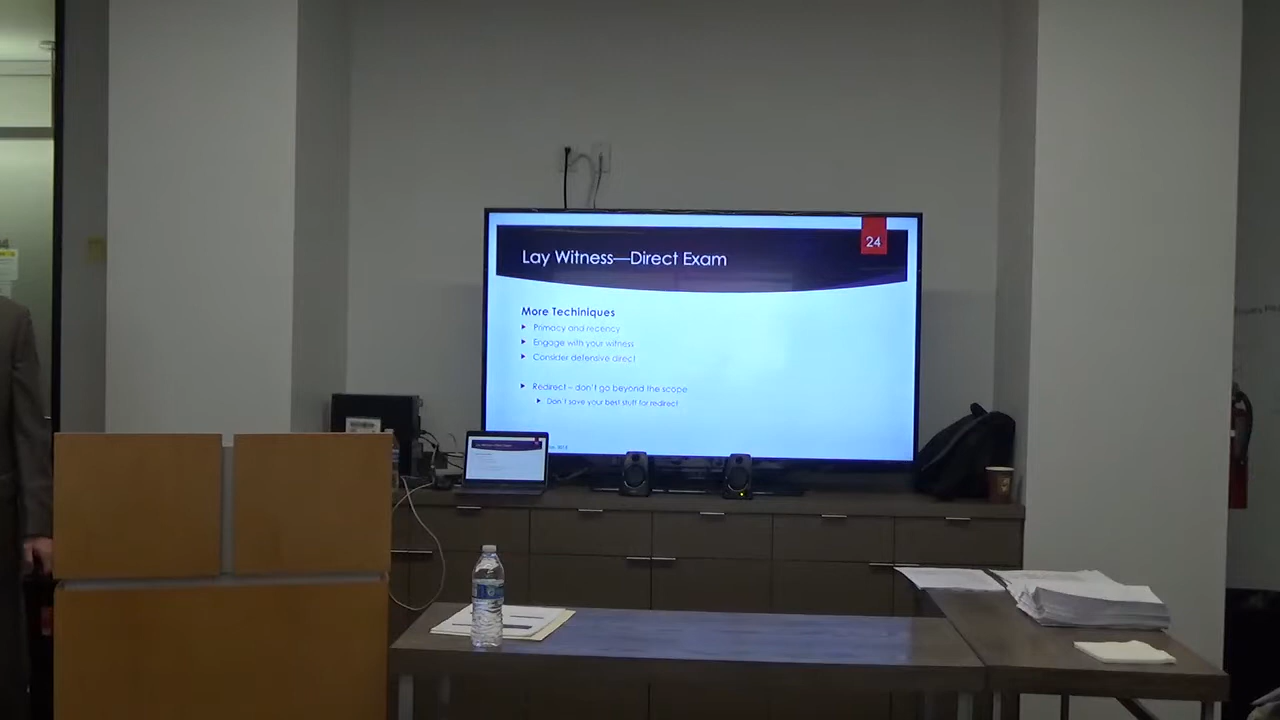 24
Lay Witness—Direct Exam
More Techiniques
Primacy and recency
Engage with your witness
Consider defensive direct
Redirect – don't go beyond the scope
Don't save your best stuff for redirect